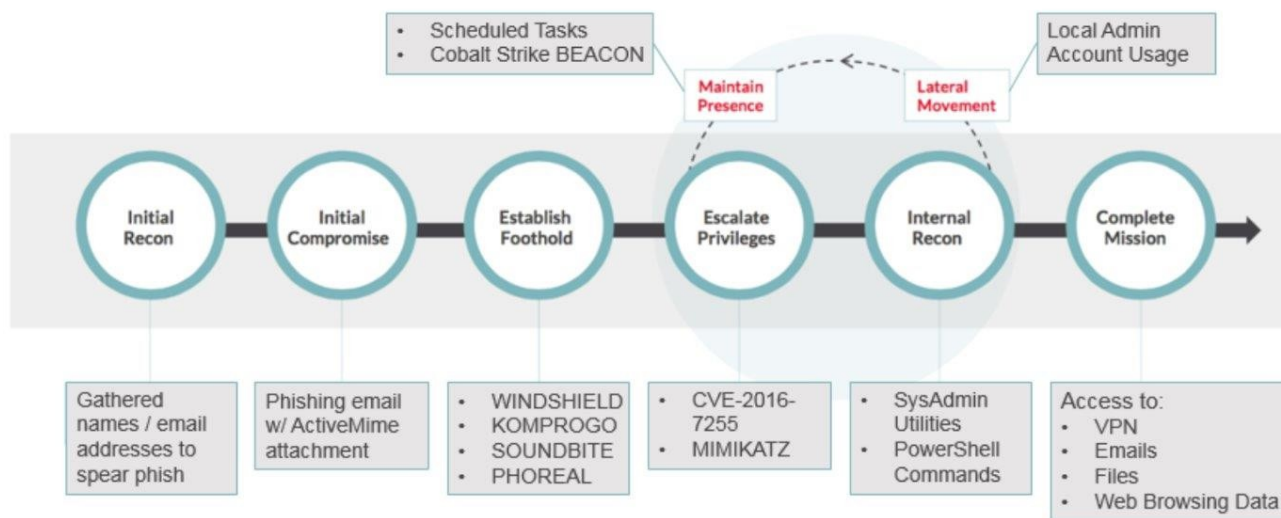 • Scheduled Tasks
• Cobalt Strike BEACON
Local Admin
Account Usage
Maintain
Presence
Lateral
Movement
Initial
Recon
Initial
Compromise
Establish
Foothold
Escalate
Privileges
Internal
Recon
Complete
Mission
Gathered
names / email
addresses to
spear phish
Phishing email
w/ ActiveMime
attachment
• WINDSHIELD
• KOMPROGO
• SOUNDBITE
• PHOREAL
• CVE-2016-
7255
• MIMIKATZ
• SysAdmin
Utilities
• PowerShell
Commands
Access to:
• VPN
• Emails
• Files
• Web Browsing Data